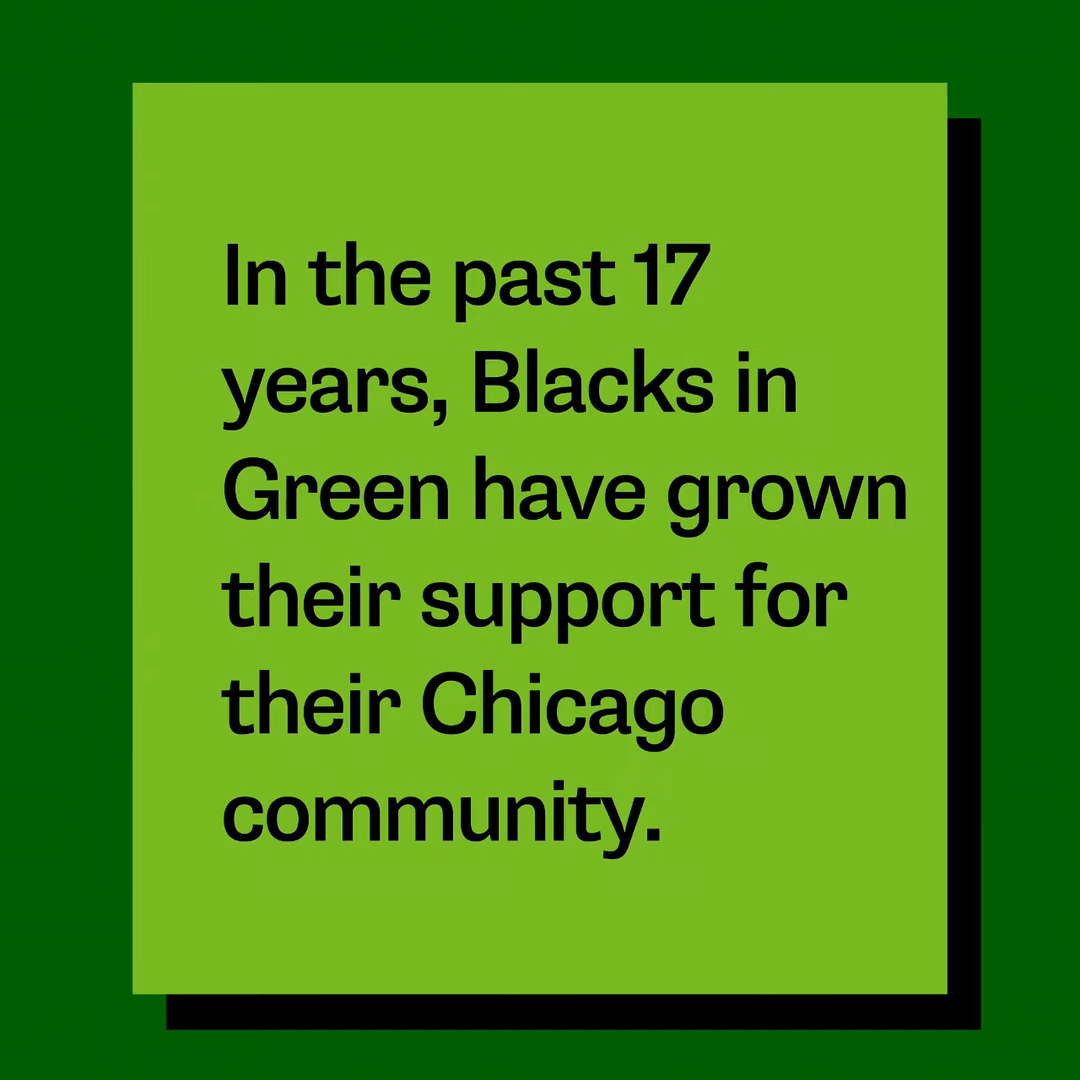 In the past 17
years, Blacks in
Green have grown
their support for
their Chicago
community.